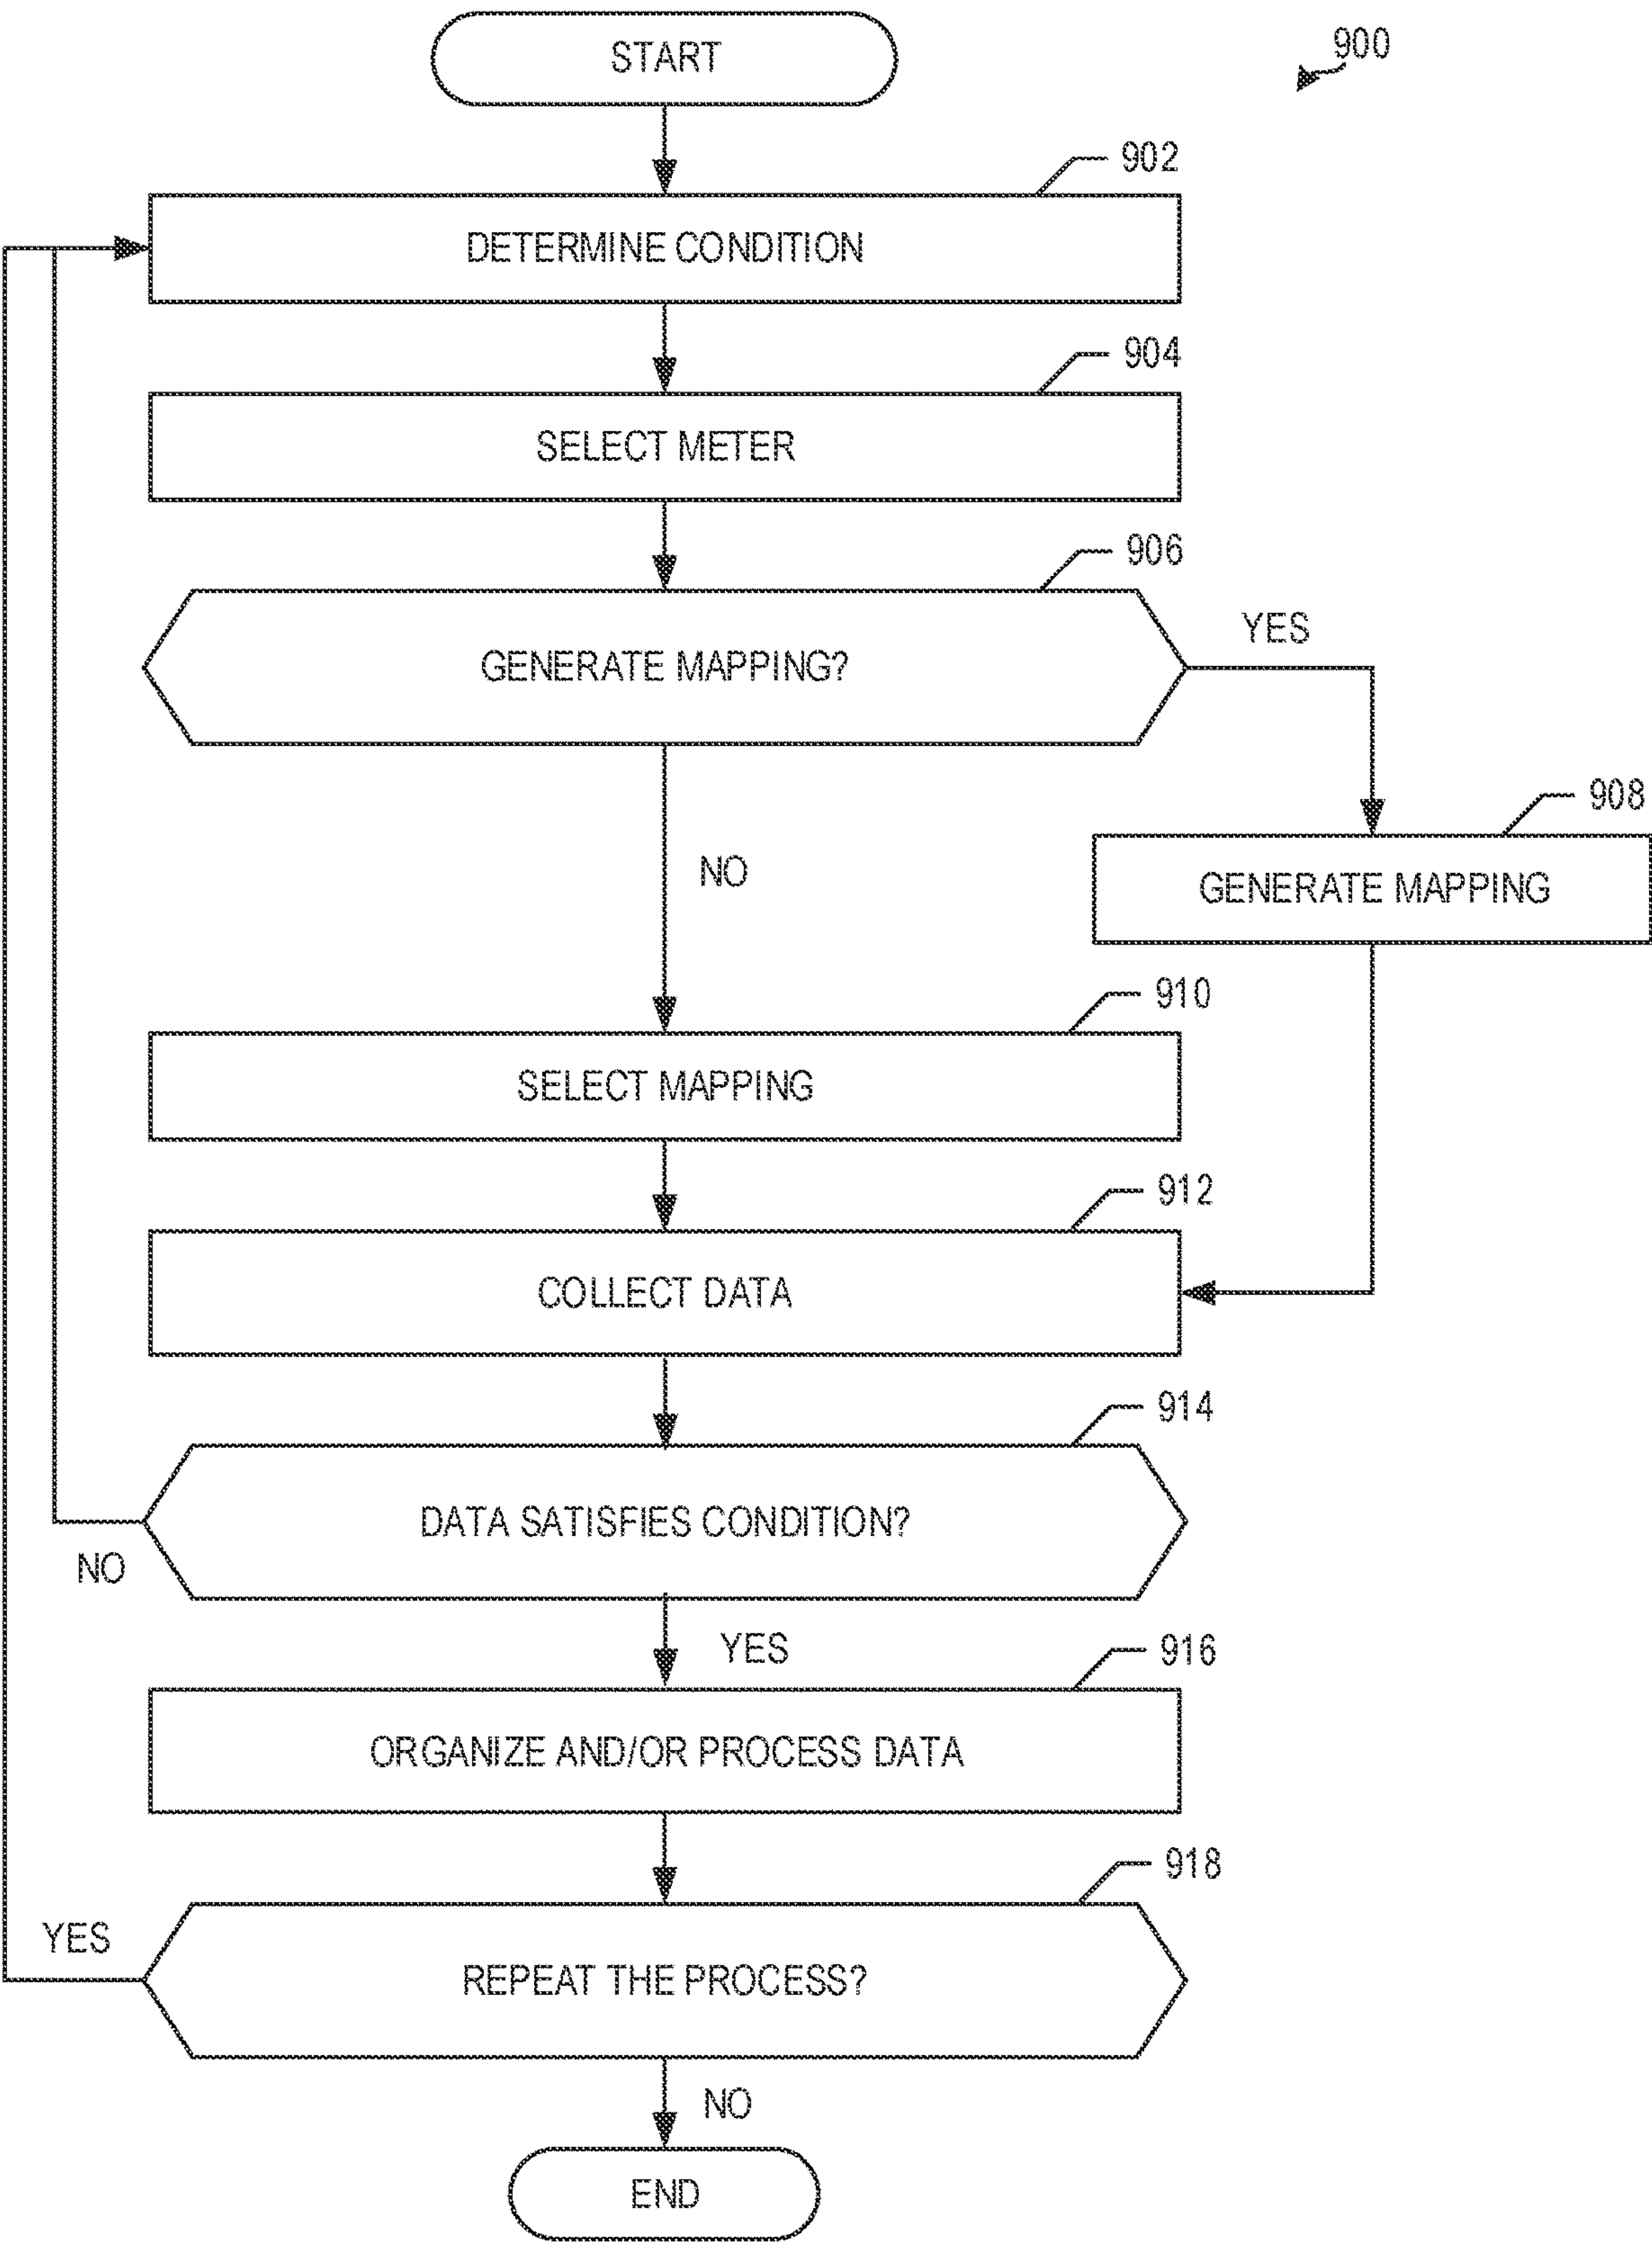 START
900
902
DETERMINE CONDITION
904
SELECT METER
906
YES
GENERATE MAPPING?
908
NO
GENERATE MAPPING
910
SELECT MAPPING
912
COLLECT DATA
914
DATA SATISFIES CONDITION?
NO
YES
916
ORGANIZE AND/OR PROCESS DATA
918
YES
REPEAT THE PROCESS?
NO
END